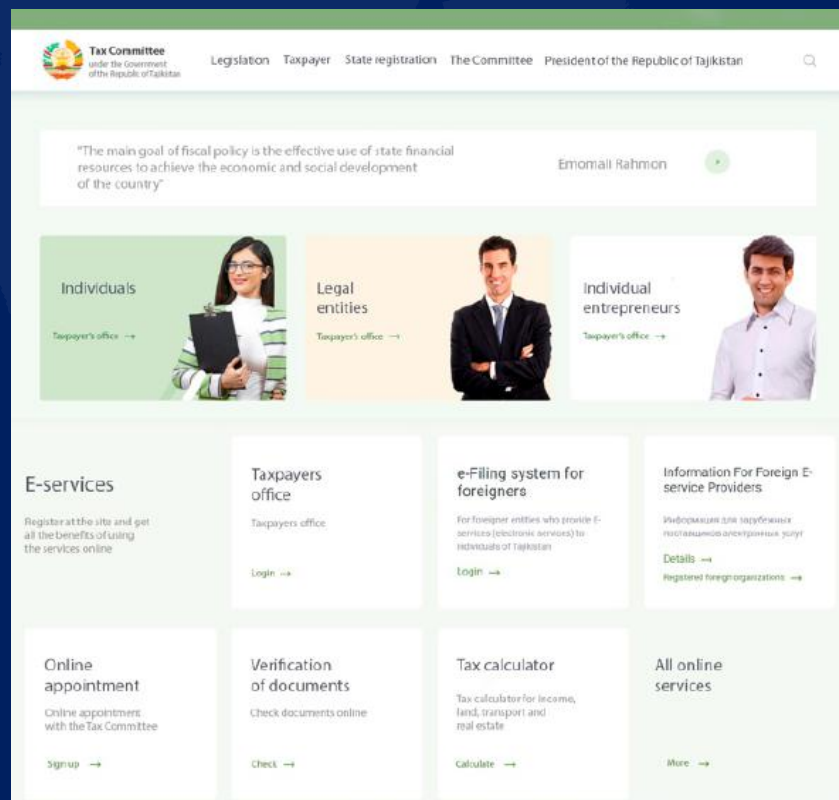 Tax Committee
under the Government
of the Republic of Tajikistan
Legislation Taxpayer State registration The Committee President of the Republic of Tajikistan
"The main goal of fiscal policy is the effective use of state financial
resources to achieve the economic and social development
of the country"
Emomali Rahmon
Individuals
Taxpayer's office →
Legal
entities
Taxpayer's office →
Individual
entrepreneurs
Taxpayer's office →
E-services
Register at the site and get
all the benefits of using
the services online
Taxpayers
office
Taxpayers office
Login →
e-Filing system for
foreigners
For foreigner entities who provide E-
services (electronic services) to
individuals of Tajikistan
Login →
Information For Foreign E-
service Providers
Информация для зарубежных
поставщиков электронных услуг
Details →
Registered foreign organizations →
Online
appointment
Online appointment
with the Tax Committee
Sign up →
Verification
of documents
Check documents online
Check →
Tax calculator
Tax calculator for income,
land, transport and
real estate
Calculate →
All online
services
More →